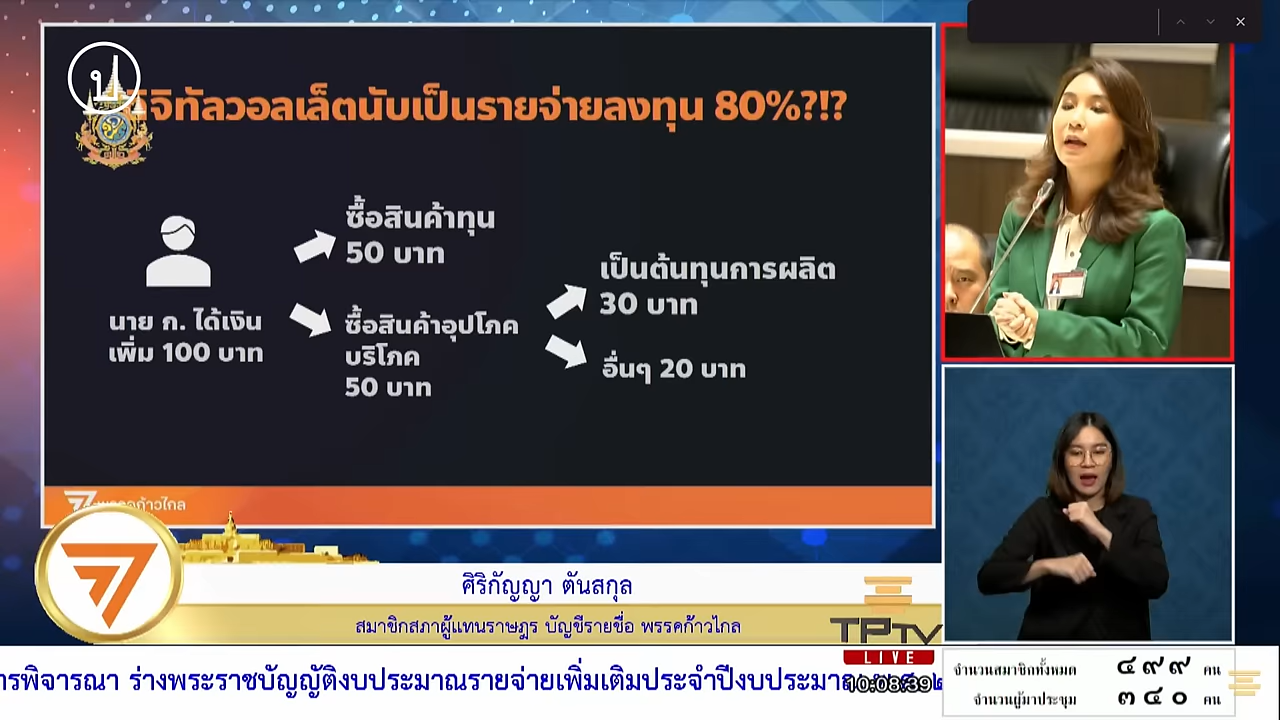 ดิจิทัลวอลเล็ตนับเป็นรายจ่ายลงทุน 80%?!?
ป
ซื้อสินค้าทุน
50 บาท
นาย ก. ได้เงิน
เพิ่ม 100 บาท
ซื้อสินค้าอุปโภค
บริโภค
50 บาท
เป็นต้นทุนการผลิต
30 บาท
อื่นๆ 20 บาท
พรรคก้าวไกล
ศิริกัญญา ตันสกุล
สมาชิกสภาผู้แทนราษฎร บัญชีรายชื่อ พรรคก้าวไกล
TPTV
LIVE
10:08:39
ารพิจารณา ร่างพระราชบัญญัติงบประมาณรายจ่ายเพิ่มเติมประจำปีงบประมาณ
จำนวนสมาชิกทั้งหมด ๔๙๙ คน
จำนวนผู้มาประชุม ๓๔๐ คน